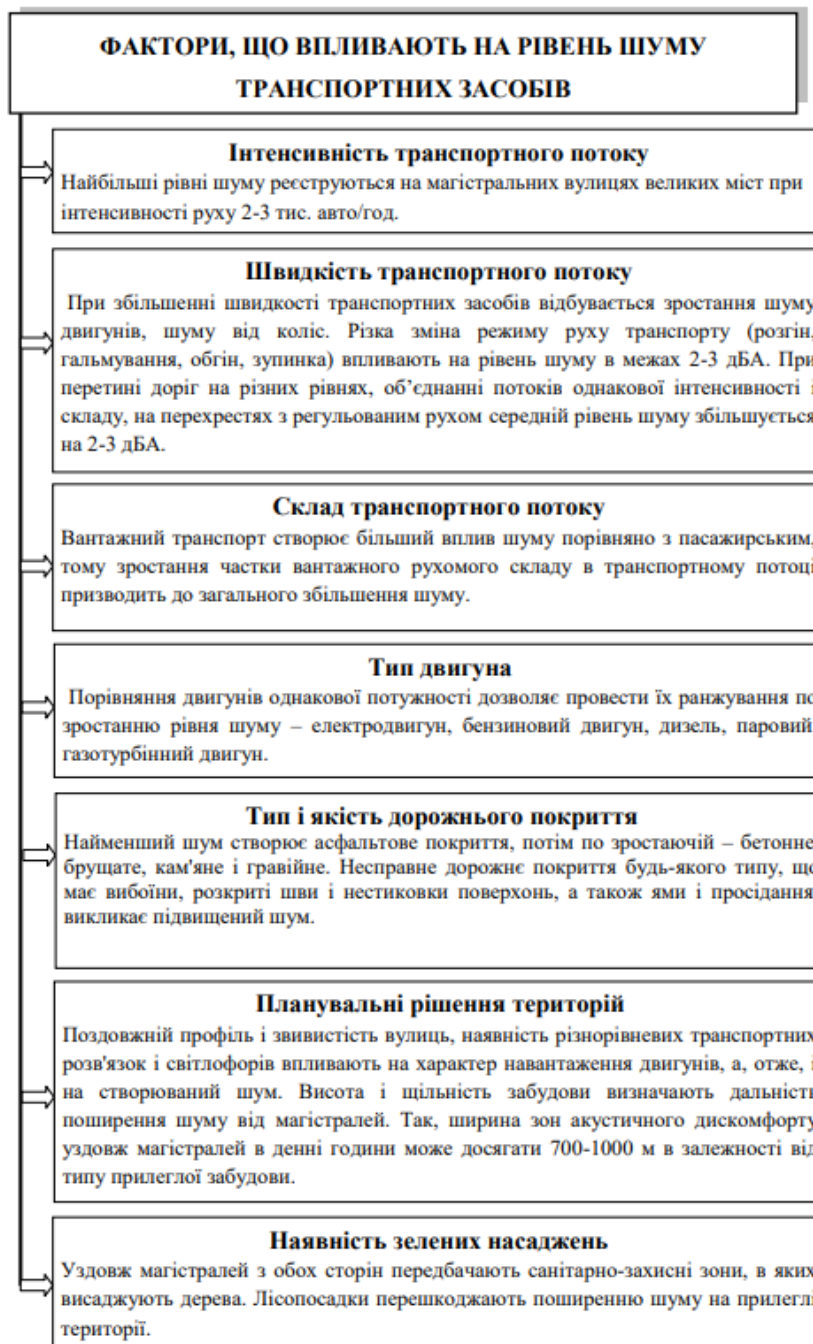 ФАКТОРИ, ЩО ВПЛИВАЮТЬ НА РІВЕНЬ ШУМУ
ТРАНСПОРТНИХ ЗАСОБІВ
Інтенсивність транспортного потоку
Найбільші рівні шуму реєструються на магістральних вулицях великих міст при
інтенсивності руху 2-3 тис. авто/год.
Швидкість транспортного потоку
При збільшенні швидкості транспортних засобів відбувається зростання шуму
двигунів, шуму від коліс. Різка зміна режиму руху транспорту (розгін,
гальмування, обгін, зупинка) впливають на рівень шуму в межах 2-3 дБА. При
перетині доріг на різних рівнях, об’єднанні потоків однакової інтенсивності і
складу, на перехрестях з регульованим рухом середній рівень шуму збільшується
на 2-3 дБА.
Склад транспортного потоку
Вантажний транспорт створює більший вплив шуму порівняно з пасажирським,
тому зростання частки вантажного рухомого складу в транспортному потоці
призводить до загального збільшення шуму.
Тип двигуна
Порівняння двигунів однакової потужності дозволяє провести їх ранжування по
зростанню рівня шуму – електродвигун, бензиновий двигун, дизель, паровий
газотурбінний двигун.
Тип і якість дорожнього покриття
Найменший шум створює асфальтове покриття, потім по зростаючій – бетонне
брущате, кам'яне і гравійне. Несправне дорожнє покриття будь-якого типу, що
має вибоїни, розкриті шви і нестиковки поверхонь, а також ями і просідання
викликає підвищений шум.
Планувальні рішення територій
Поздовжній профіль і звивистість вулиць, наявність різнорівневих транспортних
розв'язок і світлофорів впливають на характер навантаження двигунів, а, отже, і
на створюваний шум. Висота і щільність забудови визначають дальність
поширення шуму від магістралей. Так, ширина зон акустичного дискомфорту
уздовж магістралей в денні години може досягати 700-1000 м в залежності від
типу прилеглої забудови.
Наявність зелених насаджень
Уздовж магістралей з обох сторін передбачають санітарно-захисні зони, в яких
висаджують дерева. Лісопосадки перешкоджають поширенню шуму на прилеглі
території.